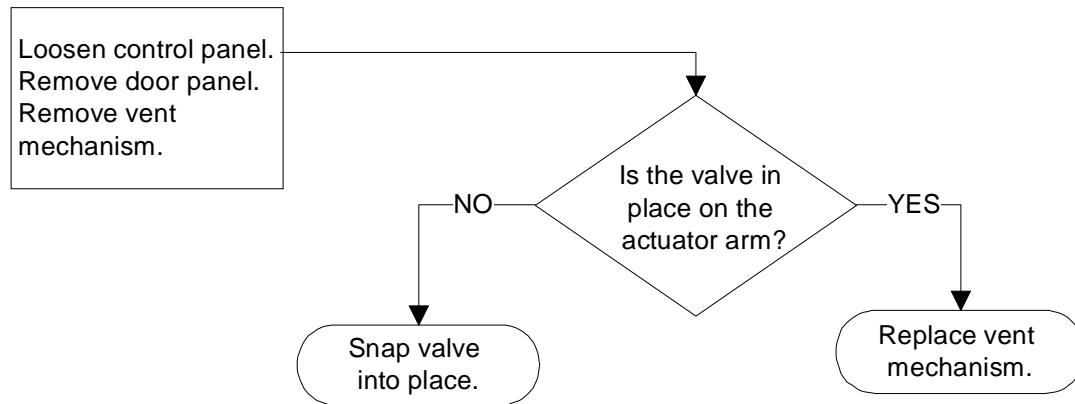 Loosen control panel.
Remove door panel.
Remove vent
mechanism.
Is the valve in
place on the
actuator arm?
NO
YES
Snap valve
into place.
Replace vent
mechanism.